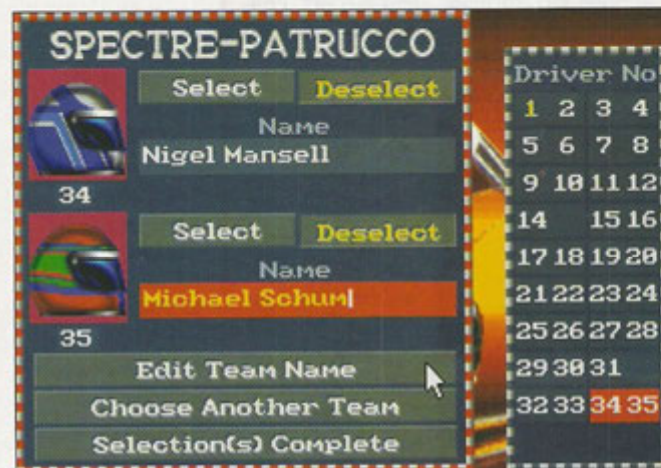 SPECTRE-PATRUCCO
Select Deselect
Name
Nigel Mansell
34
Select Deselect
Name
Michael Schum
35
Edit Team Name
Choose Another Team
Selection(s) Complete
Driver No
1 2 3 4
5 6 7 8
9 10 11 12
14 15 16
17 18 19 20
21 22 23 24
25 26 27 28
29 30 31
32 33 34 35